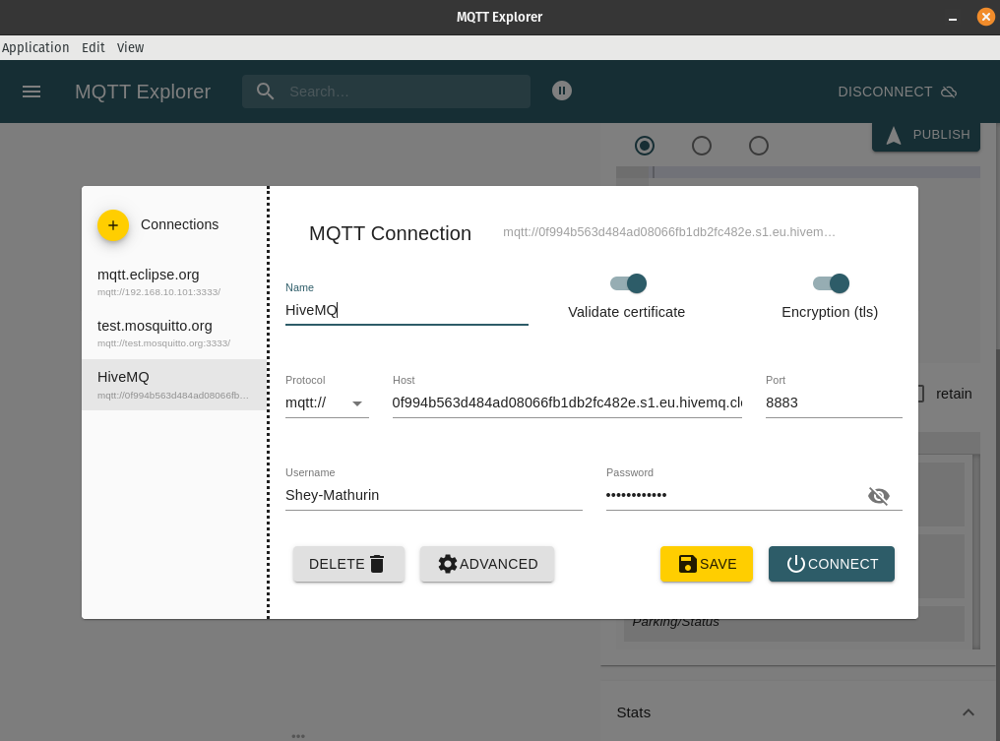 MQTT Explorer
Application Edit View
MQTT Explorer
Search...
DISCONNECT
PUBLISH
Connections
mqtt.eclipse.org
mqtt://192.168.10.101:3333/
test.mosquitto.org
mqtt://test.mosquitto.org:3333/
HiveMQ
mqtt://0f994b563d484ad08066fb...
MQTT Connection
mqtt://0f994b563d484ad08066fb1db2fc482e.s1.eu.hivem...
Name
HiveMQ
Validate certificate
Encryption (tls)
Protocol
mqtt://
Host
0f994b563d484ad08066fb1db2fc482e.s1.eu.hivemq.cl
Port
8883
Username
Shey-Mathurin
Password
••••••••••••
DELETE
ADVANCED
SAVE
CONNECT
retain
Parking/Status
Stats